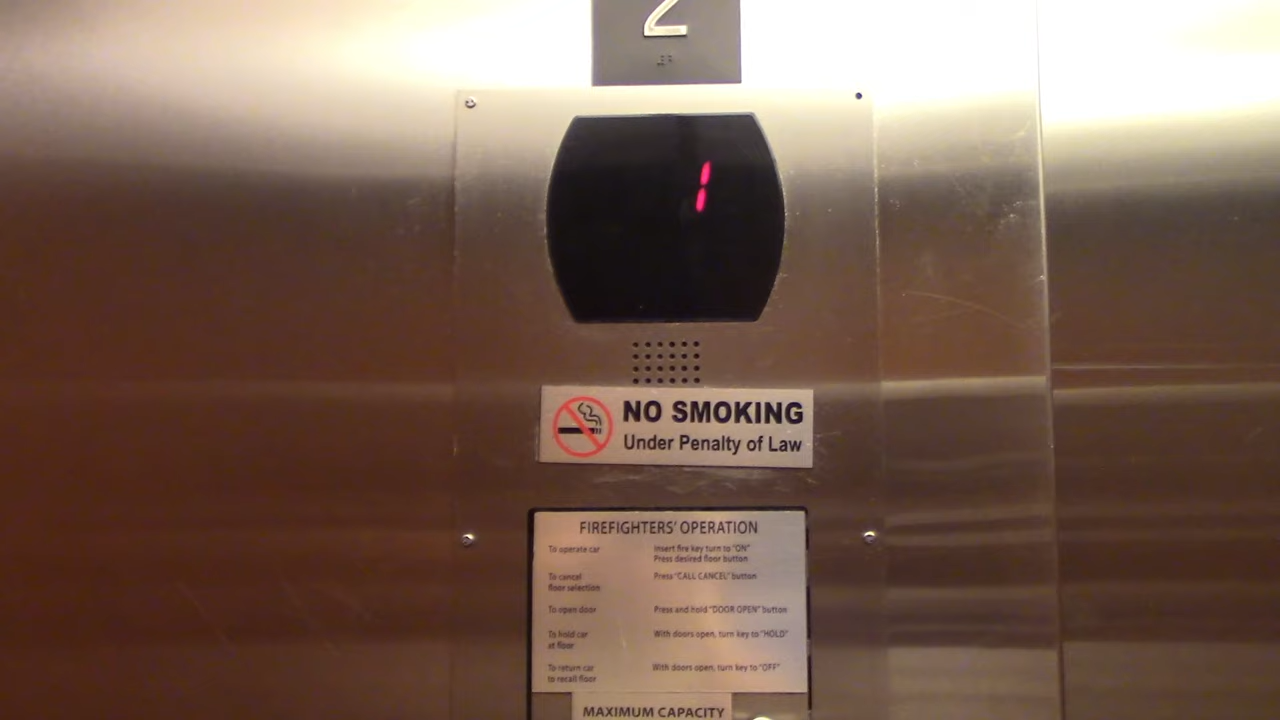 2
1
NO SMOKING
Under Penalty of Law
FIREFIGHTERS' OPERATION
To operate car Insert fire key turn to "ON"
Press desired floor button
To cancel Press "CALL CANCEL" button
floor selection
To open door Press and hold "DOOR OPEN" button
To hold car With doors open, turn key to "HOLD"
at floor
To return car With doors open, turn key to "OFF"
to recall floor
MAXIMUM CAPACITY